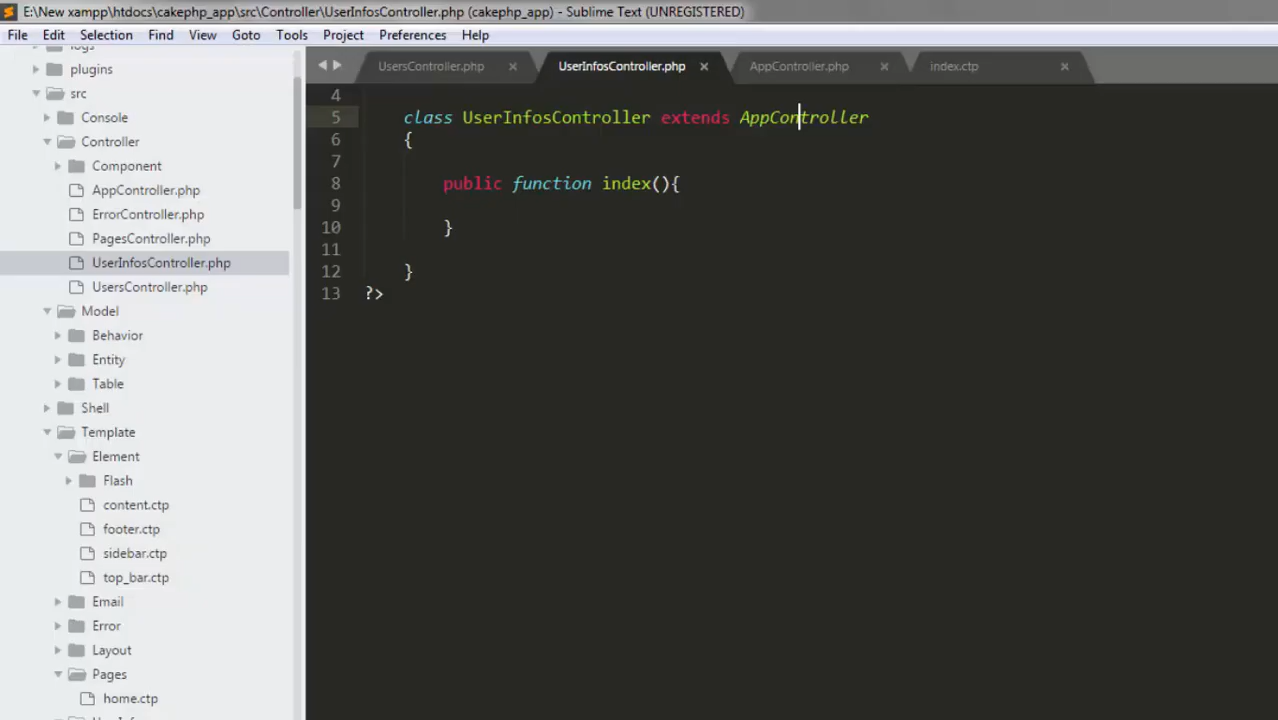 E:\New xampp\htdocs\cakephp_app\src\Controller\UserInfosController.php (cakephp_app) - Sublime Text (UNREGISTERED)
File Edit Selection Find View Goto Tools Project Preferences Help
logs
plugins
src
Console
Controller
Component
AppController.php
ErrorController.php
PagesController.php
UserInfosController.php
UsersController.php
Model
Behavior
Entity
Table
Shell
Template
Element
Flash
content.ctp
footer.ctp
sidebar.ctp
top_bar.ctp
Email
Error
Layout
Pages
home.ctp
UsersController.php × UserInfosController.php × AppController.php × index.ctp ×
4
5 class UserInfosController extends AppController
6 {
7
8 public function index(){
9
10 }
11
12 }
13 ?>